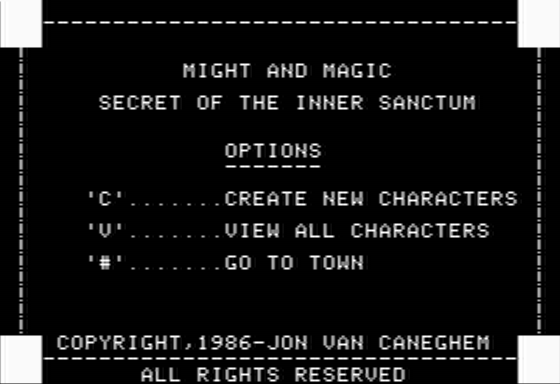 MIGHT AND MAGIC
SECRET OF THE INNER SANCTUM
OPTIONS
'C'.......CREATE NEW CHARACTERS
'V'.......VIEW ALL CHARACTERS
'#'.......GO TO TOWN
COPYRIGHT,1986-JON VAN CANEGHEM
ALL RIGHTS RESERVED